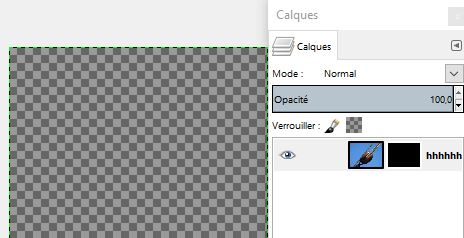 Calques
Calques
Mode : Normal
Opacité 100,0
Verrouiller :
hhhhhh